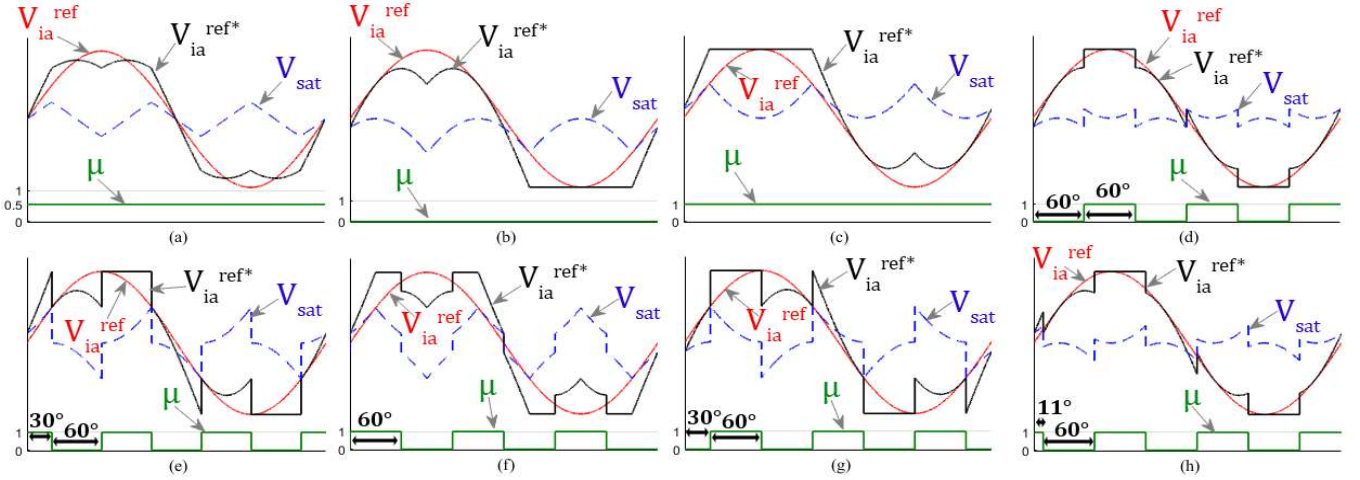 V_ia^ref
V_ia^ref*
V_sat
μ
1
0.5
0
(a)
V_ia^ref
V_ia^ref*
V_sat
μ
1
0
(b)
V_ia^ref*
V_ia^ref
V_sat
μ
1
0
(c)
V_ia^ref
V_ia^ref*
V_sat
μ
60° 60°
1
0
(d)
V_ia^ref*
V_ia^ref
V_sat
μ
30°
60°
1
0
(e)
V_ia^ref*
V_ia^ref
V_sat
μ
60°
1
0
(f)
V_ia^ref*
V_ia^ref
V_sat
μ
30°
60°
1
0
(g)
V_ia^ref
V_ia^ref*
V_sat
μ
11°
60°
1
0
(h)